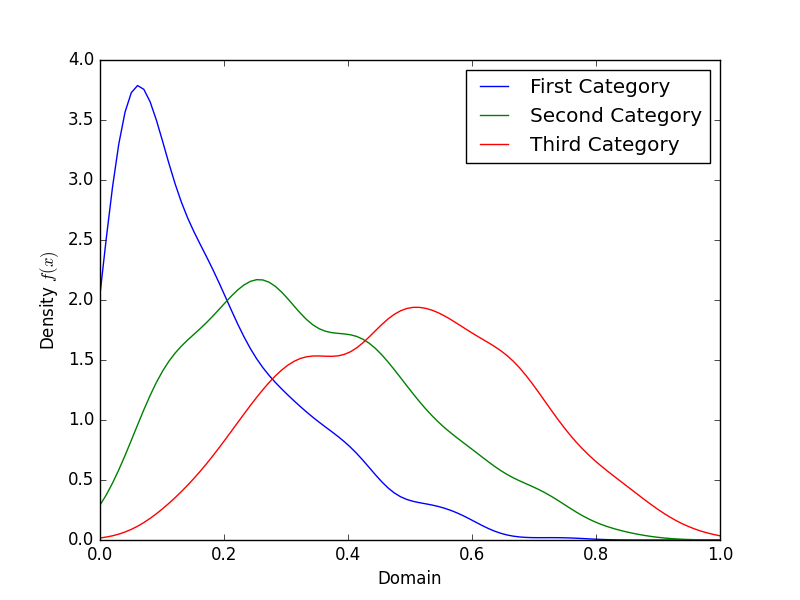 4.0
3.5
3.0
2.5
2.0
1.5
1.0
0.5
0.0
Density f(x)
First Category
Second Category
Third Category
0.0 0.2 0.4 0.6 0.8 1.0
Domain